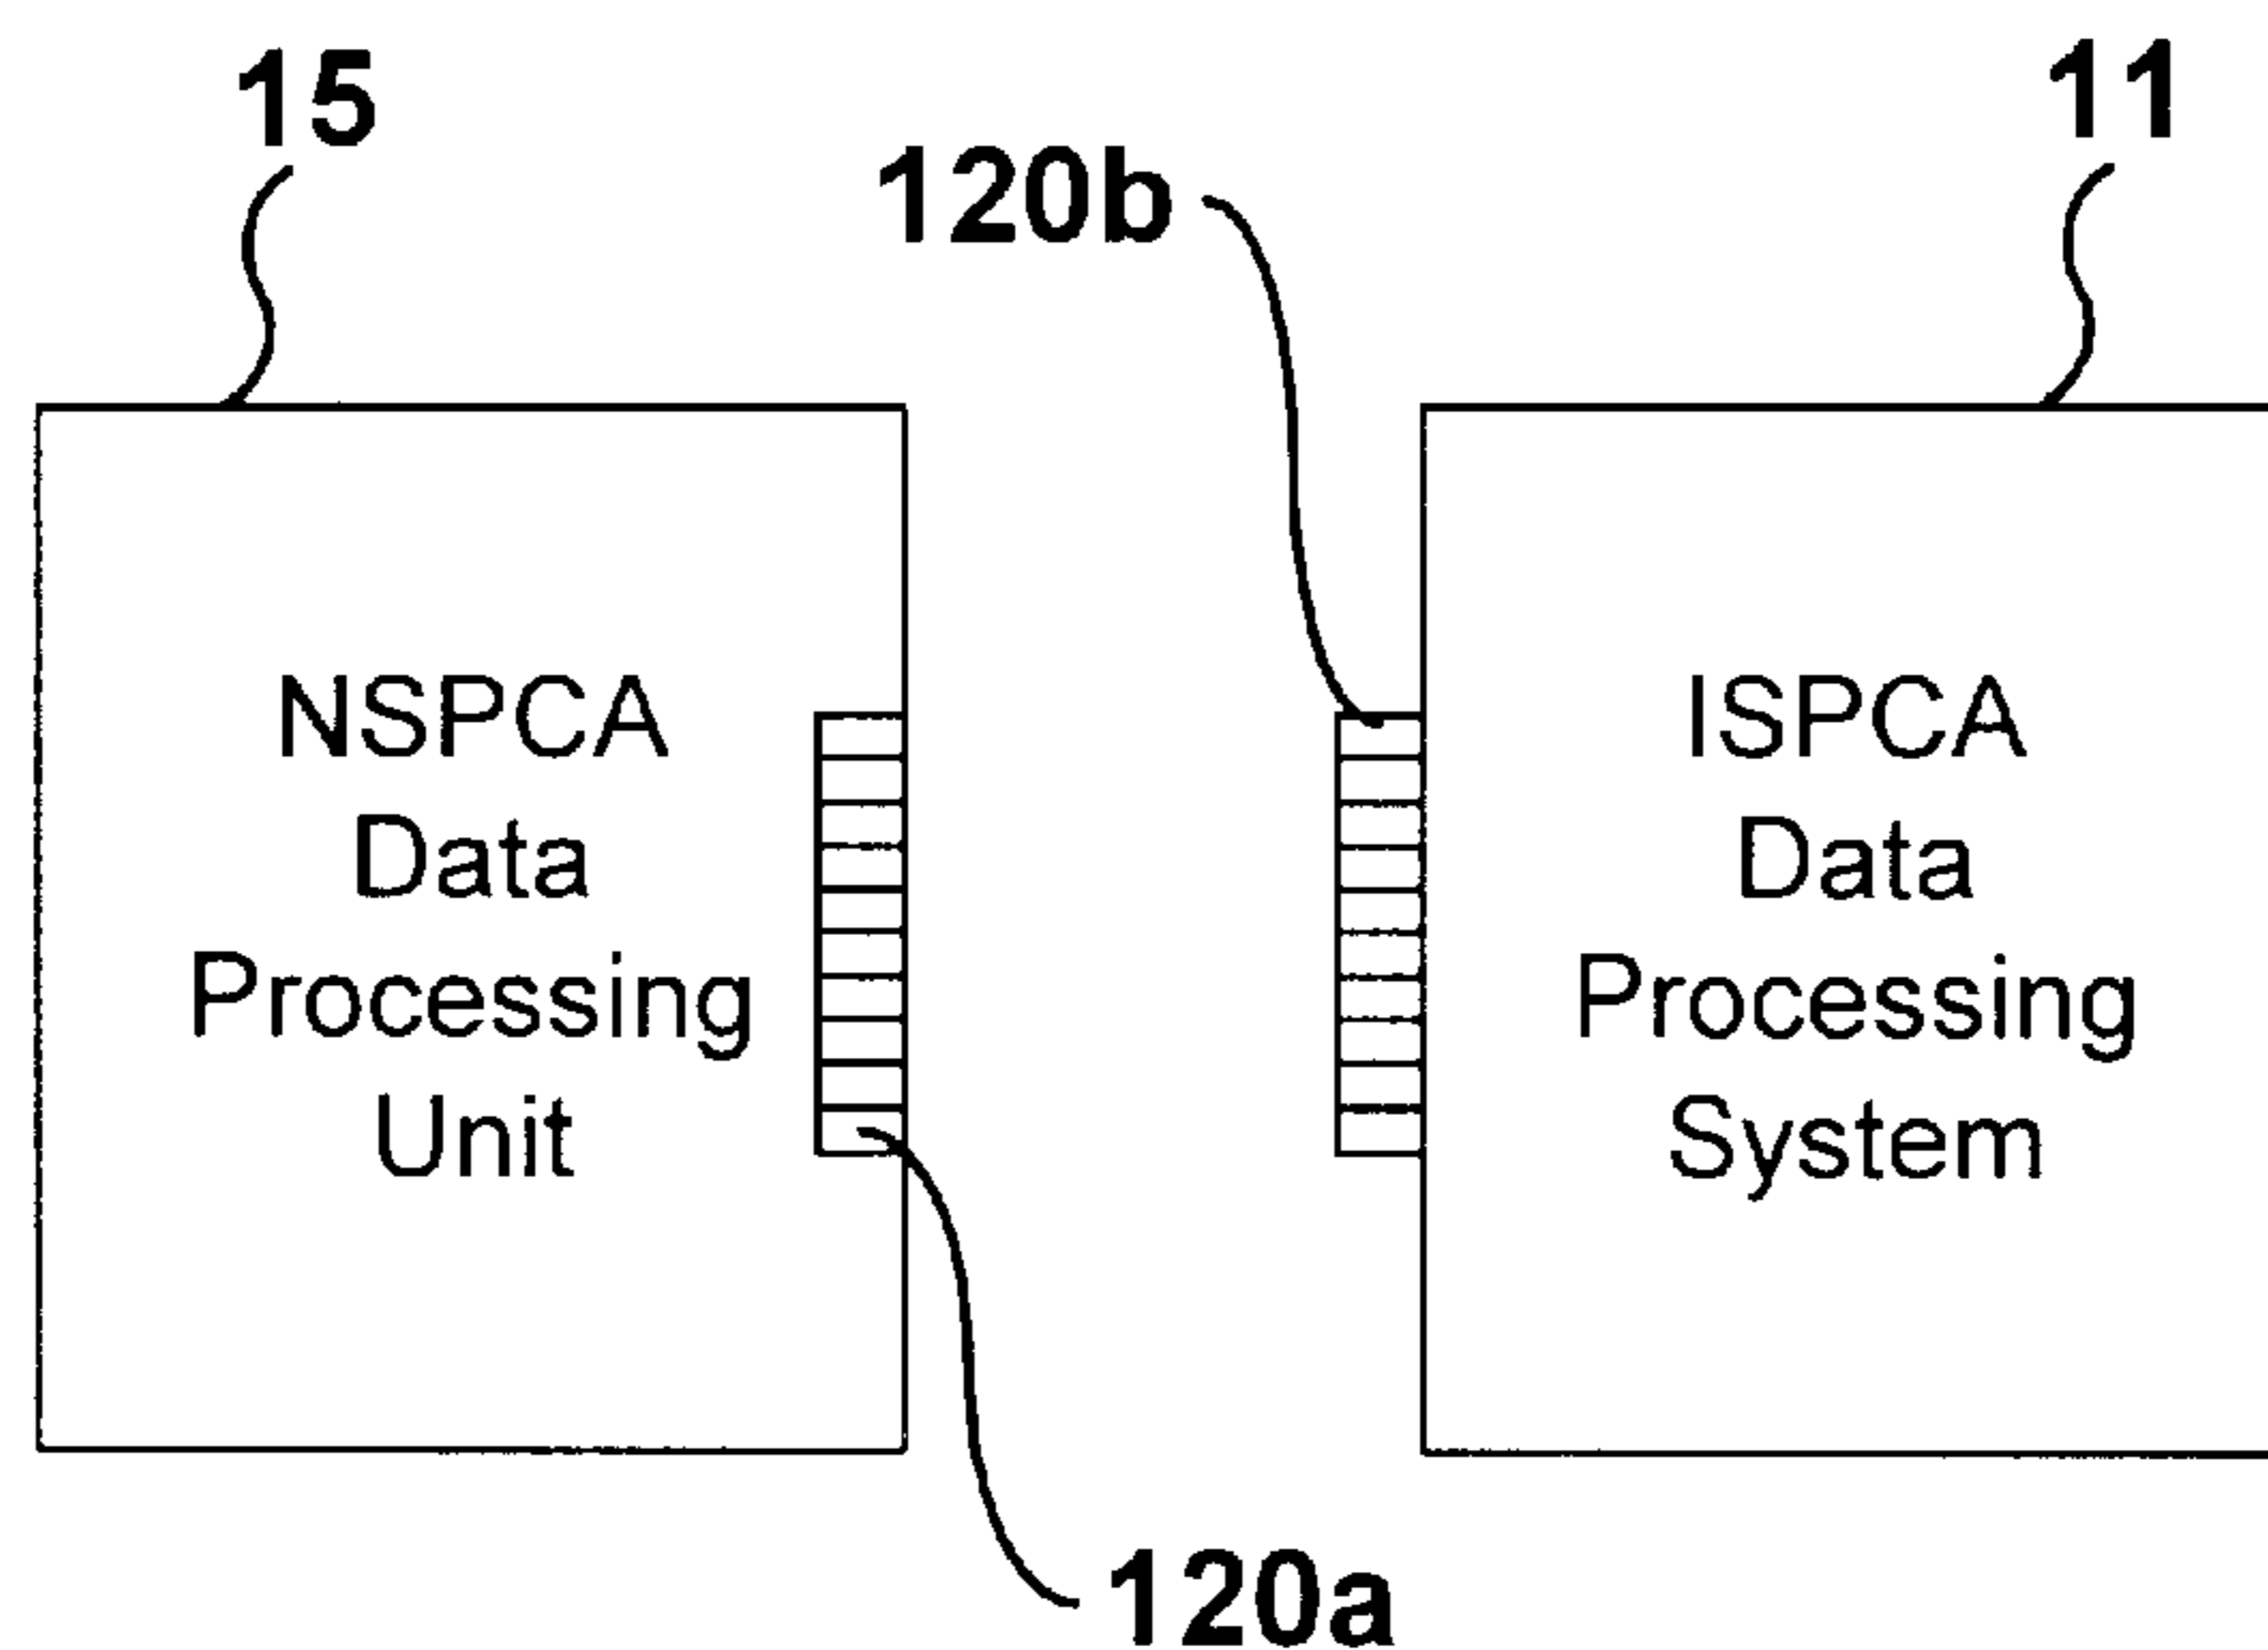 15
11
120b
NSPCA
Data
Processing
Unit
ISPCA
Data
Processing
System
120a